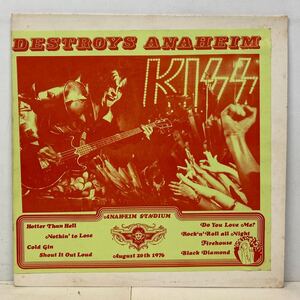 DESTROYS ANAHEIM
KISS
ANAHEIM STADIUM
August 20th 1976
Hotter Than Hell
Nothin' to Lose
Cold Gin
Shout It Out Loud
Do You Love Me?
Rock'n'Roll all Night
Firehouse
Black Diamond